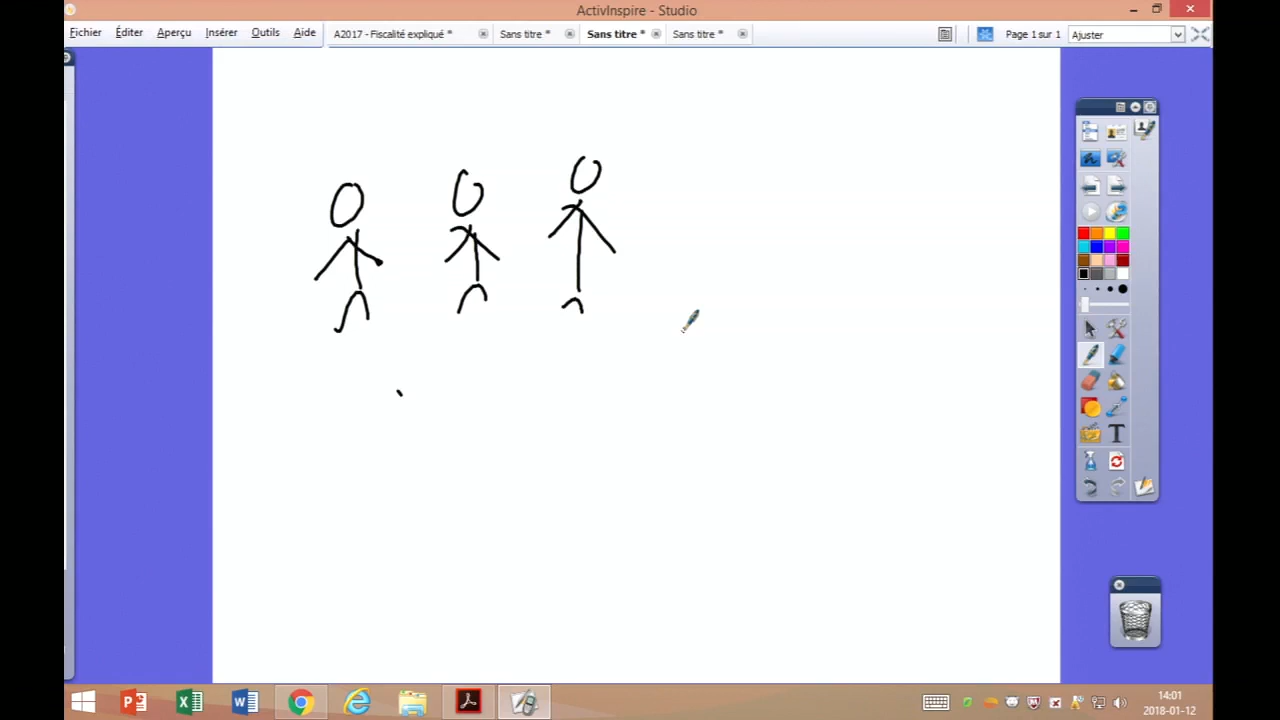 ActivInspire - Studio
Fichier Éditer Aperçu Insérer Outils Aide
A2017 - Fiscalité expliqué * Sans titre * Sans titre * Sans titre * Page 1 sur 1 Ajuster
T
14:01
2018-01-12